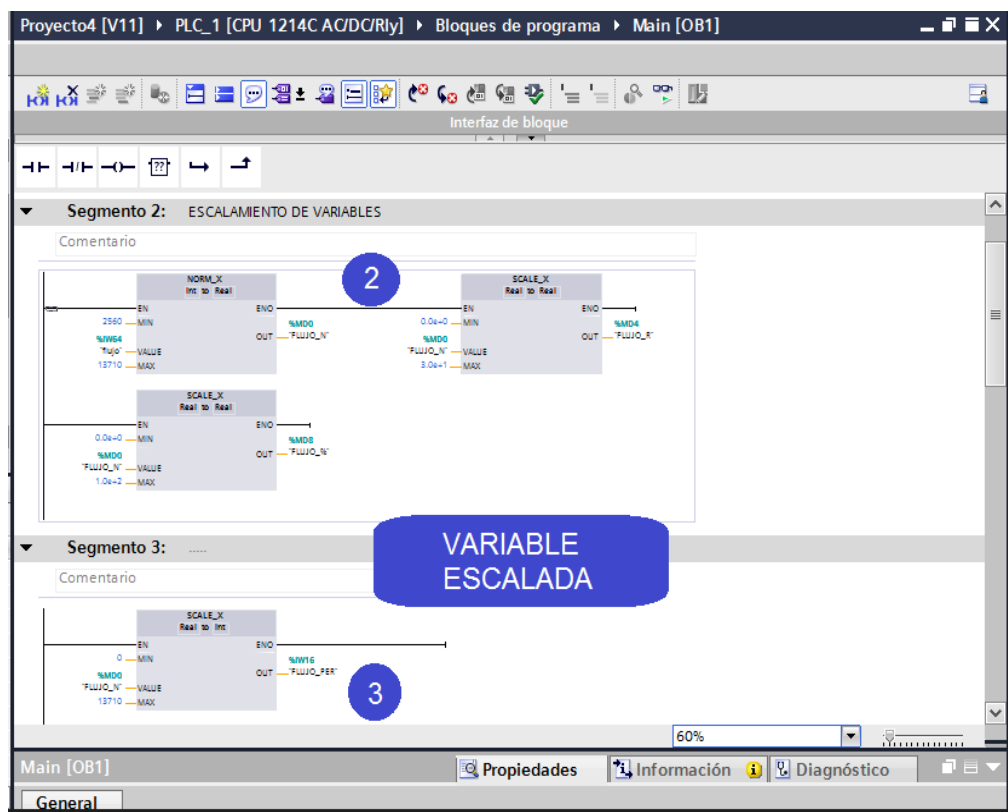 Proyecto4 [V11] ▸ PLC_1 [CPU 1214C AC/DC/Rly] ▸ Bloques de programa ▸ Main [OB1]
Interfaz de bloque
??
Segmento 2: ESCALAMIENTO DE VARIABLES
Comentario
2
NORM_X
Int to Real
EN ENO
2560 MIN
%IW64
"flujo" VALUE
13710 MAX
%MD0
OUT "FLUJO_N"
SCALE_X
Real to Real
EN ENO
0.0e+0 MIN
%MD0
"FLUJO_N" VALUE
3.0e+1 MAX
%MD4
OUT "FLUJO_R"
SCALE_X
Real to Real
EN ENO
0.0e+0 MIN
%MD0
"FLUJO_N" VALUE
1.0e+2 MAX
%MD8
OUT "FLUJO_%"
VARIABLE
ESCALADA
Segmento 3: .....
Comentario
SCALE_X
Real to Int
EN ENO
0 MIN
%MD0
"FLUJO_N" VALUE
13710 MAX
%IW16
OUT "FLUJO_PER"
3
60%
Main [OB1]
Propiedades Información Diagnóstico
General